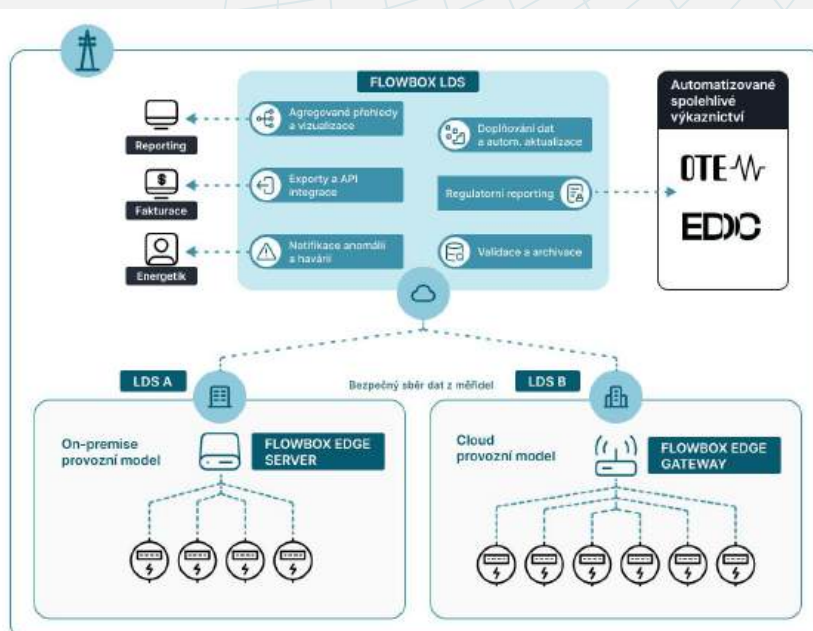 FLOWBOX LDS
Agregované přehledy
a vizualizace
Exporty a API
integrace
Notifikace anomálií
a havárií
Doplňování dat
a autom. aktualizace
Regulatorní reporting
Validace a archivace
Reporting
$
Fakturace
Energetik
Automatizované
spolehlivé
výkaznictví
OTE
EDC
LDS A
Bezpečný sběr dat z měřidel
LDS B
On-premise
provozní model
FLOWBOX EDGE
SERVER
Cloud
provozní model
FLOWBOX EDGE
GATEWAY